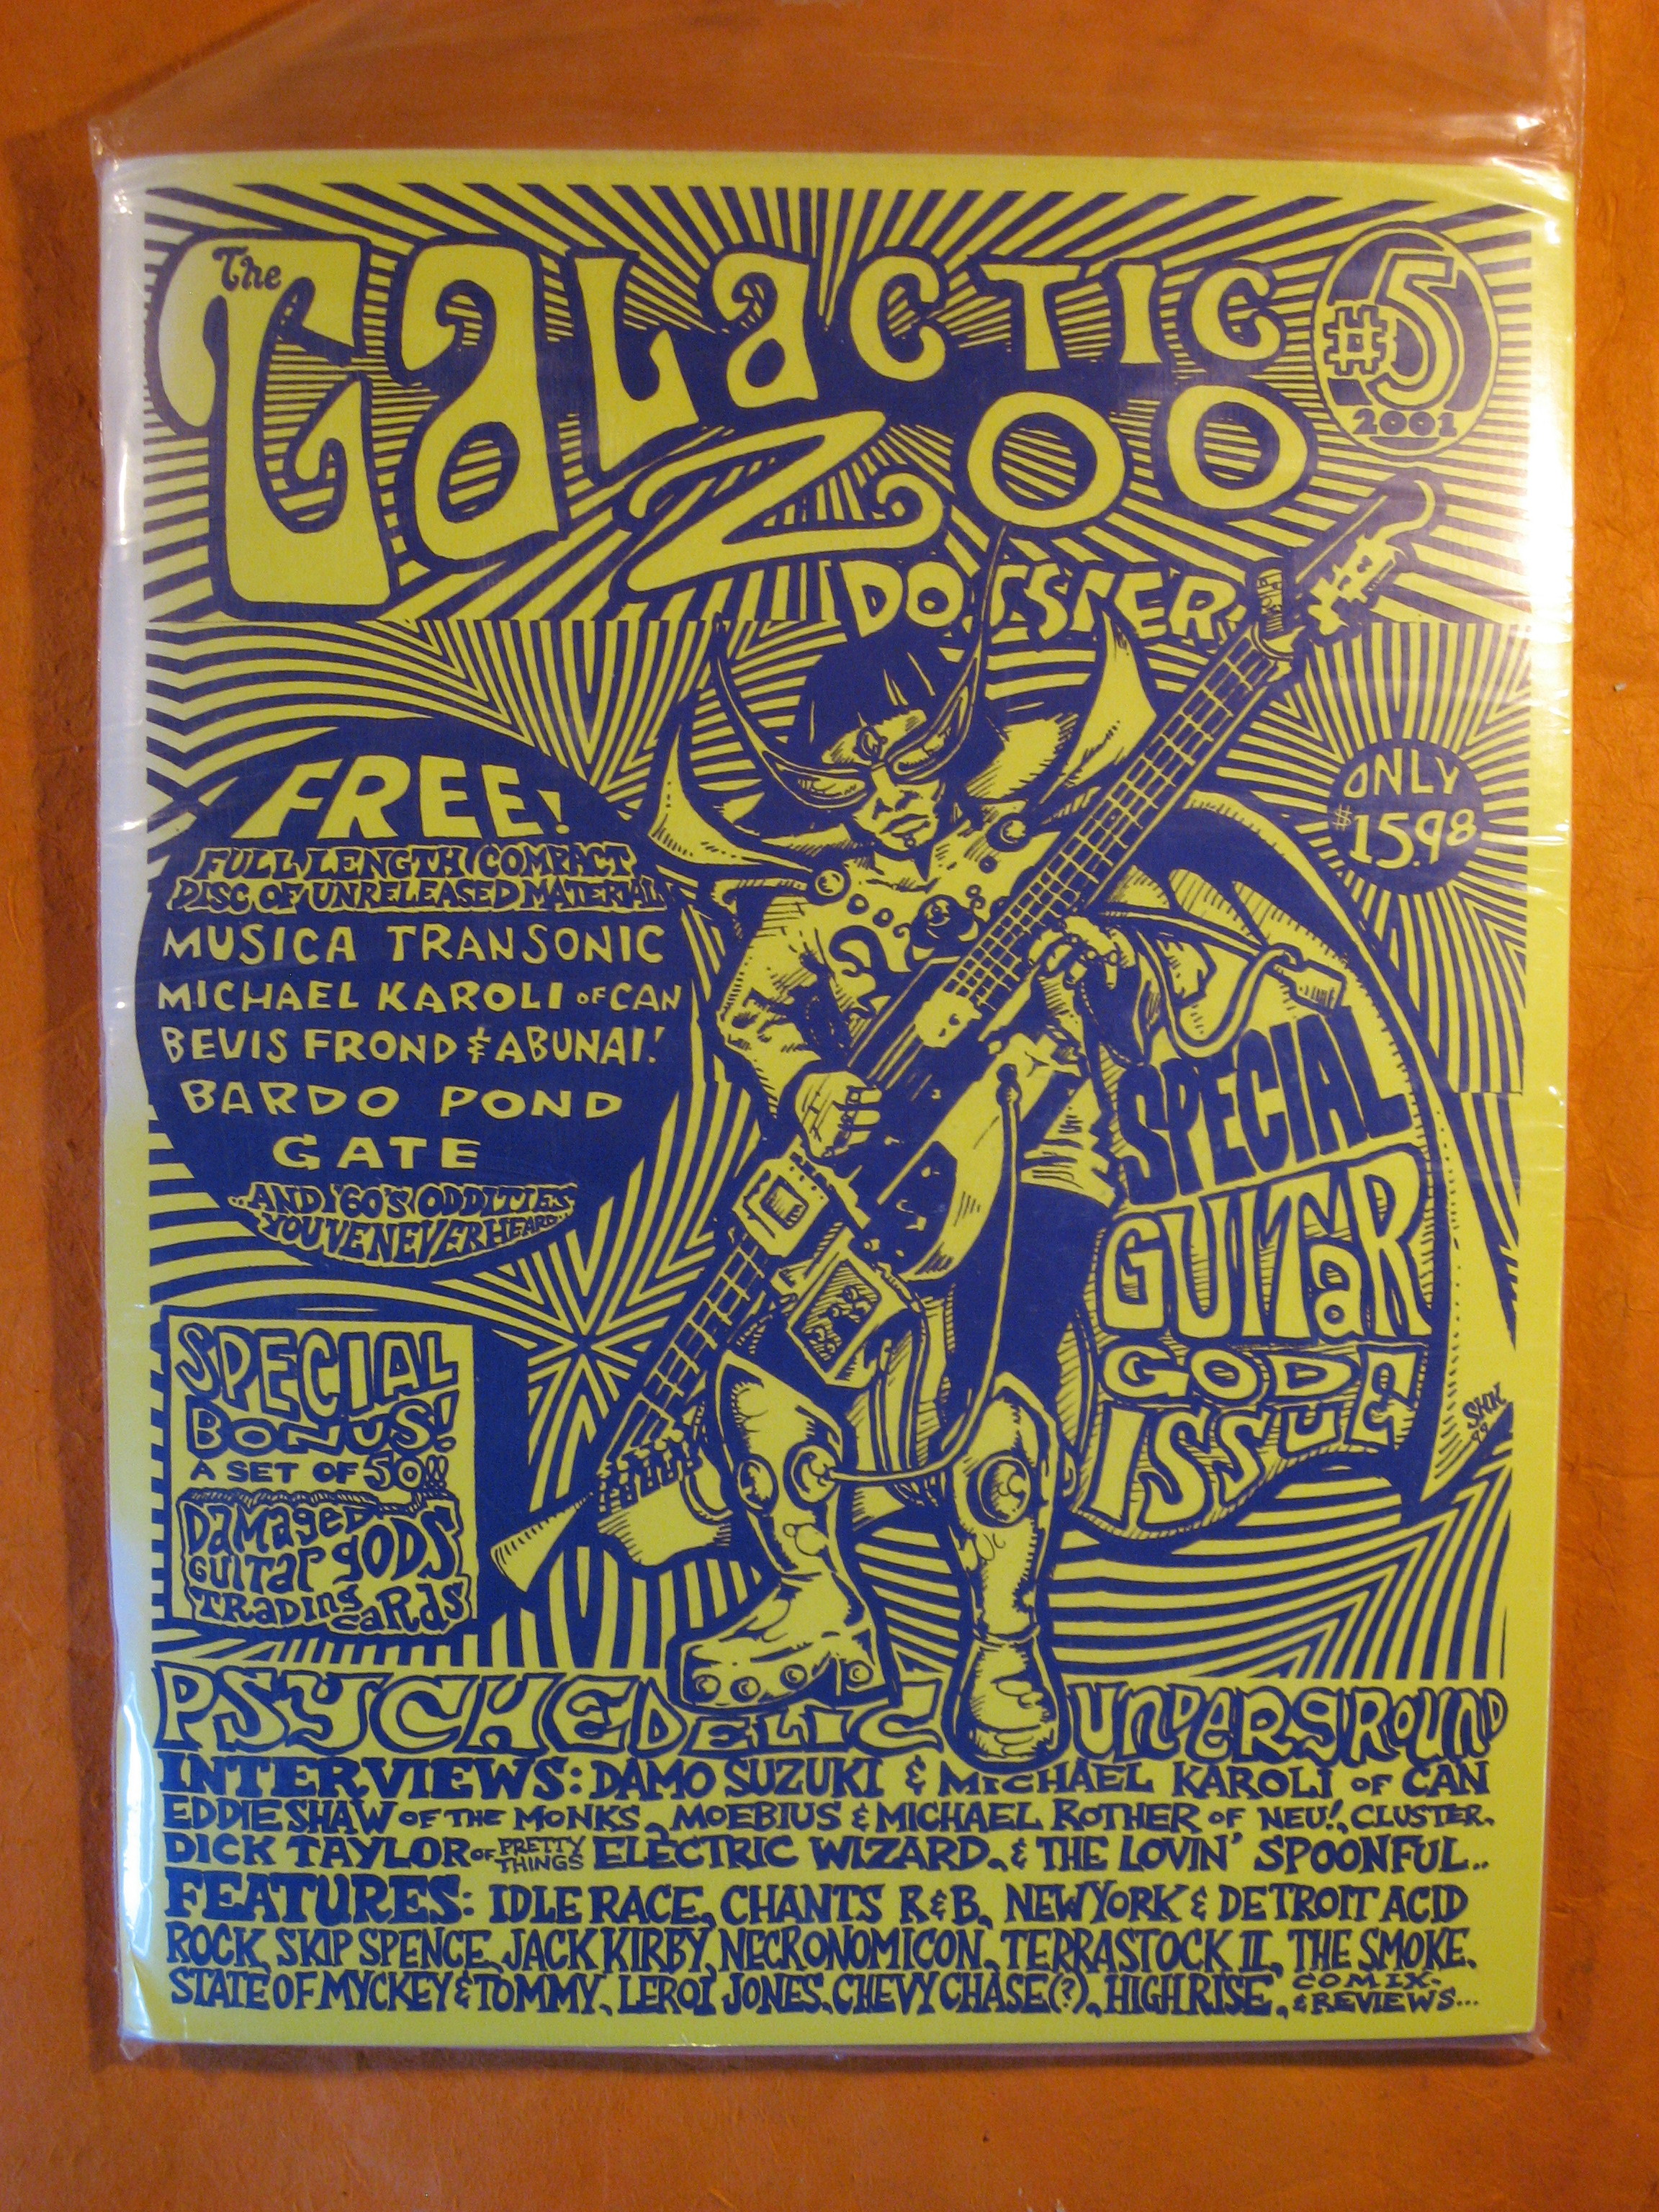 The
GaLacTIC
ZOO
DOSSIER
#5
2001
ONLY
$15.98
FREE!
FULL LENGTH COMPACT
DISC OF UNRELEASED MATERIAL
MUSICA TRANSONIC
MICHAEL KAROLI OF CAN
BEVIS FROND & ABUNAI!
BARDO POND
GATE
..AND '60'S ODDITIES
YOU'VE NEVER HEARD..
SPECIAL
GUITaR
GOD
ISSUE
SHK
99
SPECIAL
BONUS!
A SET OF 50!!
DamageD
GUITar gODS
TRaDIng
caRds
PSYCHEDELIC UNDERGROUND
INTERVIEWS: DAMO SUZUKI & MICHAEL KAROLI OF CAN
EDDIE SHAW OF THE MONKS, MOEBIUS & MICHAEL ROTHER OF NEU!, CLUSTER,
DICK TAYLOR OF PRETTY THINGS ELECTRIC WIZARD, & THE LOVIN' SPOONFUL..
FEATURES: IDLE RACE, CHANTS R&B, NEW YORK & DETROIT ACID
ROCK, SKIP SPENCE, JACK KIRBY, NECRONOMICON, TERRASTOCK II, THE SMOKE,
STATE OF MYCKEY & TOMMY, LEROI JONES, CHEVY CHASE(?), HIGH RISE, COMIX, & REVIEWS...